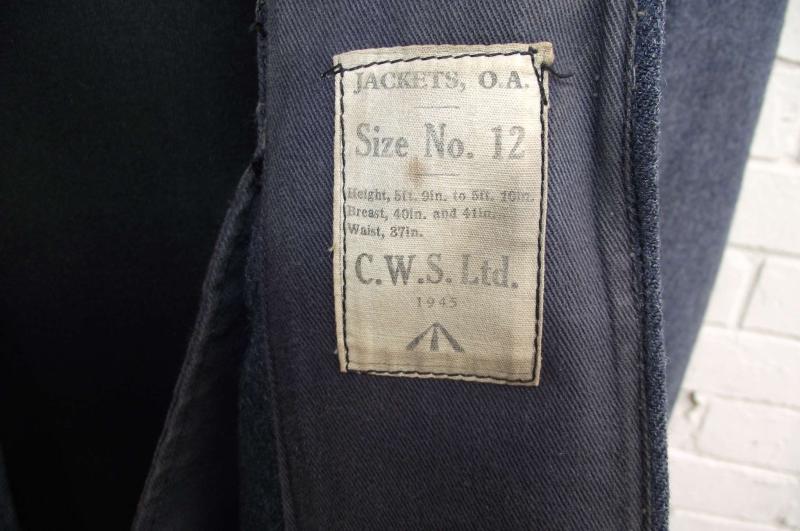 JACKETS, O.A.
Size No. 12
Height, 5ft. 9in. to 5ft. 10in.
Breast, 40in. and 41in.
Waist, 37in.
C.W.S. Ltd.
1945